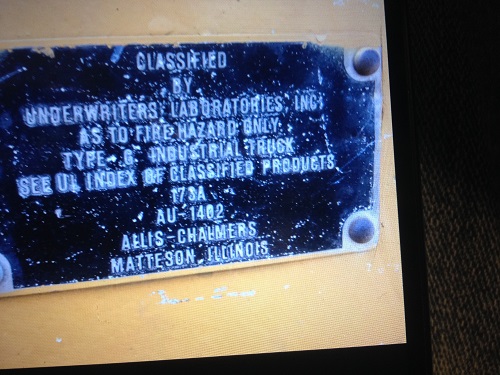 CLASSIFIED
BY
UNDERWRITERS' LABORATORIES, INC.
AS TO FIRE HAZARD ONLY
TYPE G INDUSTRIAL TRUCK
SEE UL INDEX OF CLASSIFIED PRODUCTS
173A
AU-1402
ALLIS-CHALMERS
MATTESON, ILLINOIS